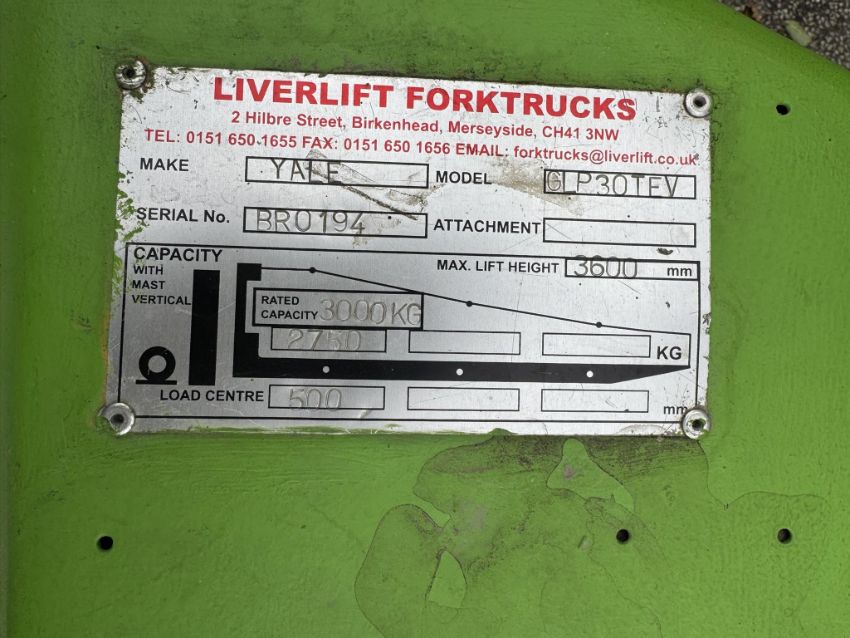 LIVERLIFT FORKTRUCKS
2 Hilbre Street, Birkenhead, Merseyside, CH41 3NW
TEL: 0151 650 1655 FAX: 0151 650 1656 EMAIL: forktrucks@liverlift.co.uk
MAKE YALE MODEL GLP30TFV
SERIAL No. BR0194 ATTACHMENT
CAPACITY
WITH
MAST
VERTICAL
MAX. LIFT HEIGHT 3600 mm
RATED
CAPACITY 3000KG
2750 KG
LOAD CENTRE 500 mm